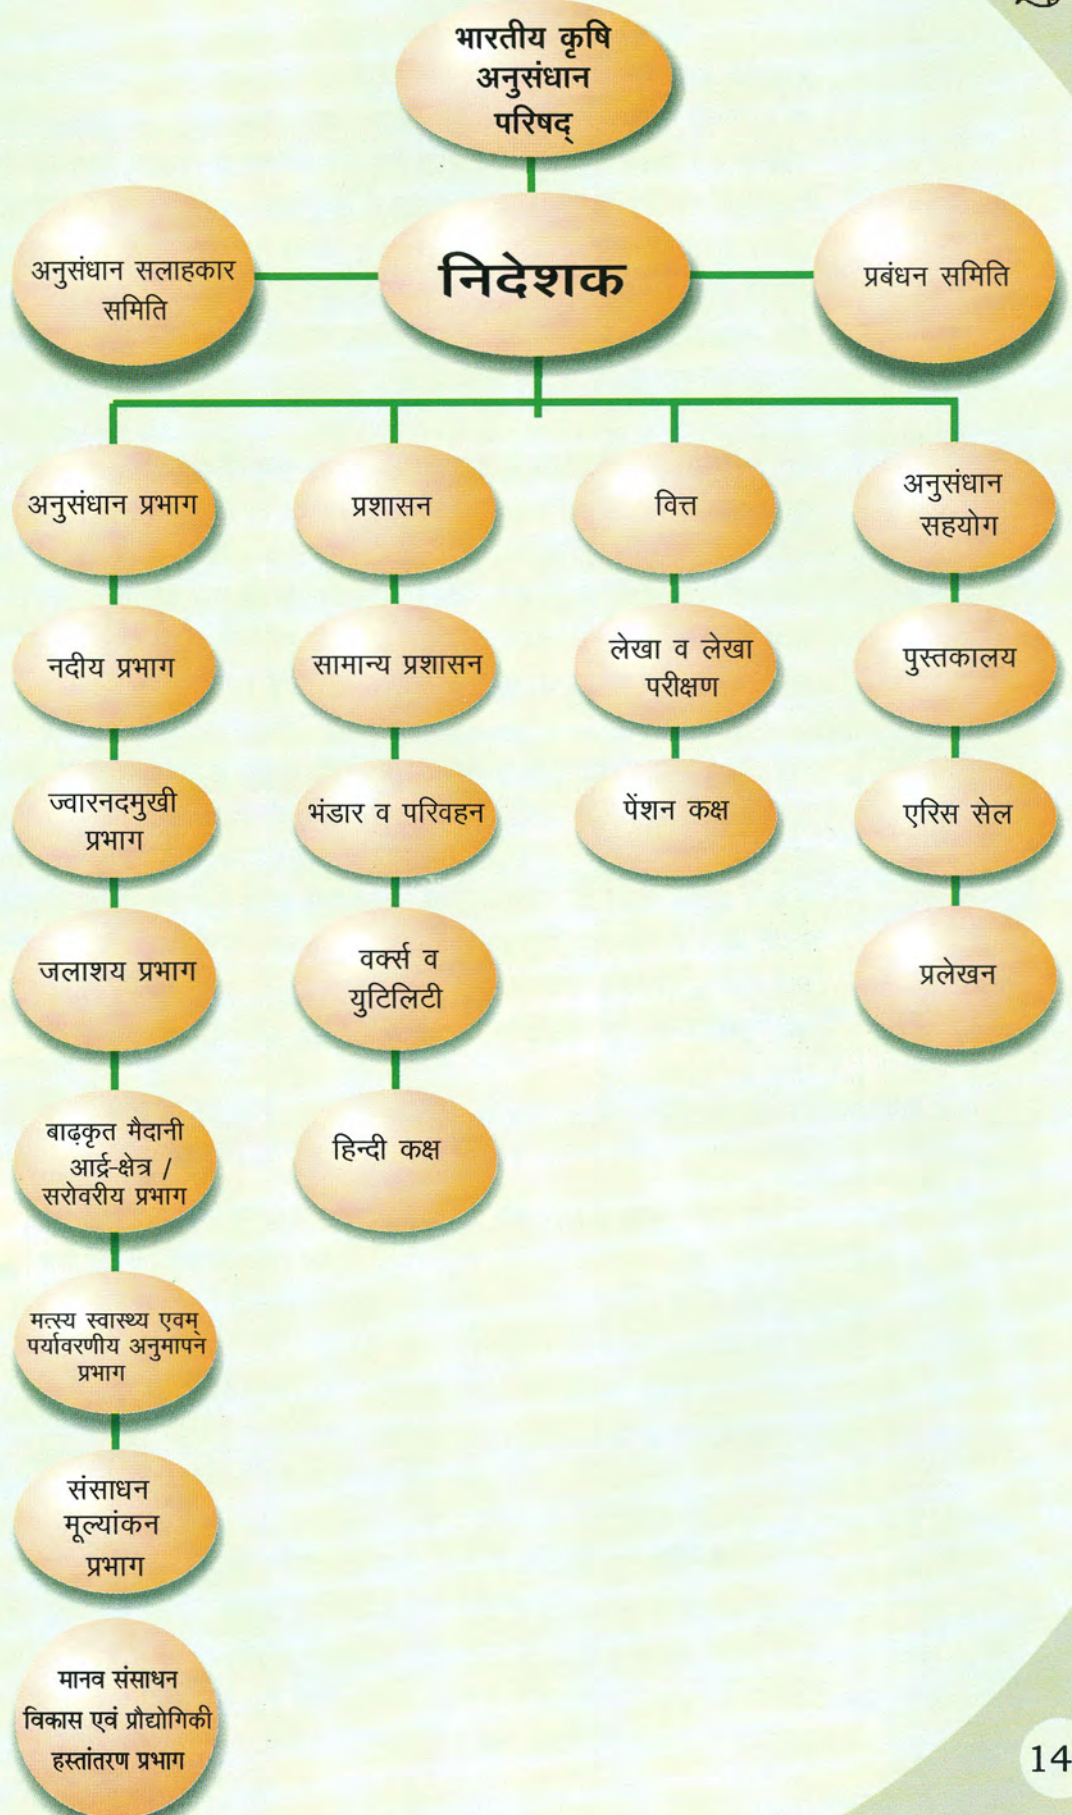 भारतीय कृषि
अनुसंधान
परिषद्
अनुसंधान सलाहकार
समिति
निदेशक
प्रबंधन समिति
अनुसंधान प्रभाग
प्रशासन
वित्त
अनुसंधान
सहयोग
नदीय प्रभाग
सामान्य प्रशासन
लेखा व लेखा
परीक्षण
पुस्तकालय
ज्वारनदमुखी
प्रभाग
भंडार व परिवहन
पेंशन कक्ष
एरिस सेल
जलाशय प्रभाग
वर्क्स व
युटिलिटी
प्रलेखन
बाढ़कृत मैदानी
आर्द्र-क्षेत्र /
सरोवरीय प्रभाग
हिन्दी कक्ष
मत्स्य स्वास्थ्य एवम्
पर्यावरणीय अनुमापन
प्रभाग
संसाधन
मूल्यांकन
प्रभाग
मानव संसाधन
विकास एवं प्रौद्योगिकी
हस्तांतरण प्रभाग
14